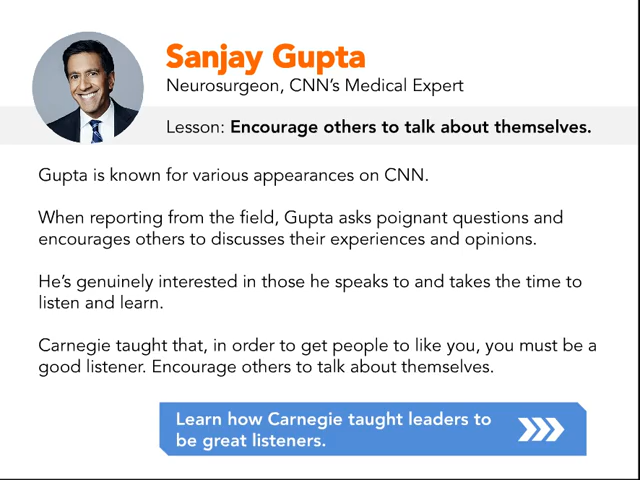 Sanjay Gupta
Neurosurgeon, CNN's Medical Expert
Lesson: Encourage others to talk about themselves.
Gupta is known for various appearances on CNN.
When reporting from the field, Gupta asks poignant questions and
encourages others to discusses their experiences and opinions.
He's genuinely interested in those he speaks to and takes the time to
listen and learn.
Carnegie taught that, in order to get people to like you, you must be a
good listener. Encourage others to talk about themselves.
Learn how Carnegie taught leaders to
be great listeners.